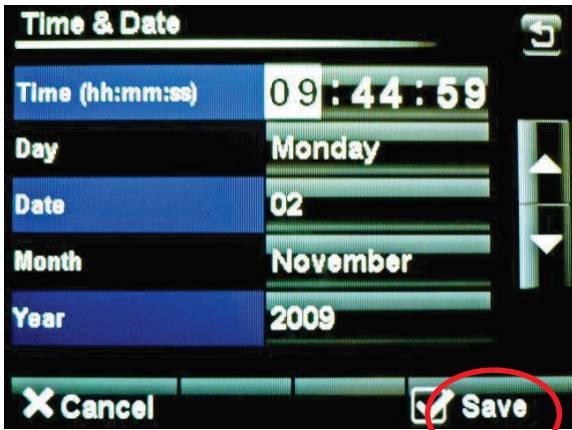 Time & Date
Time (hh:mm:ss) 09:44:59
Day Monday
Date 02
Month November
Year 2009
Cancel Save